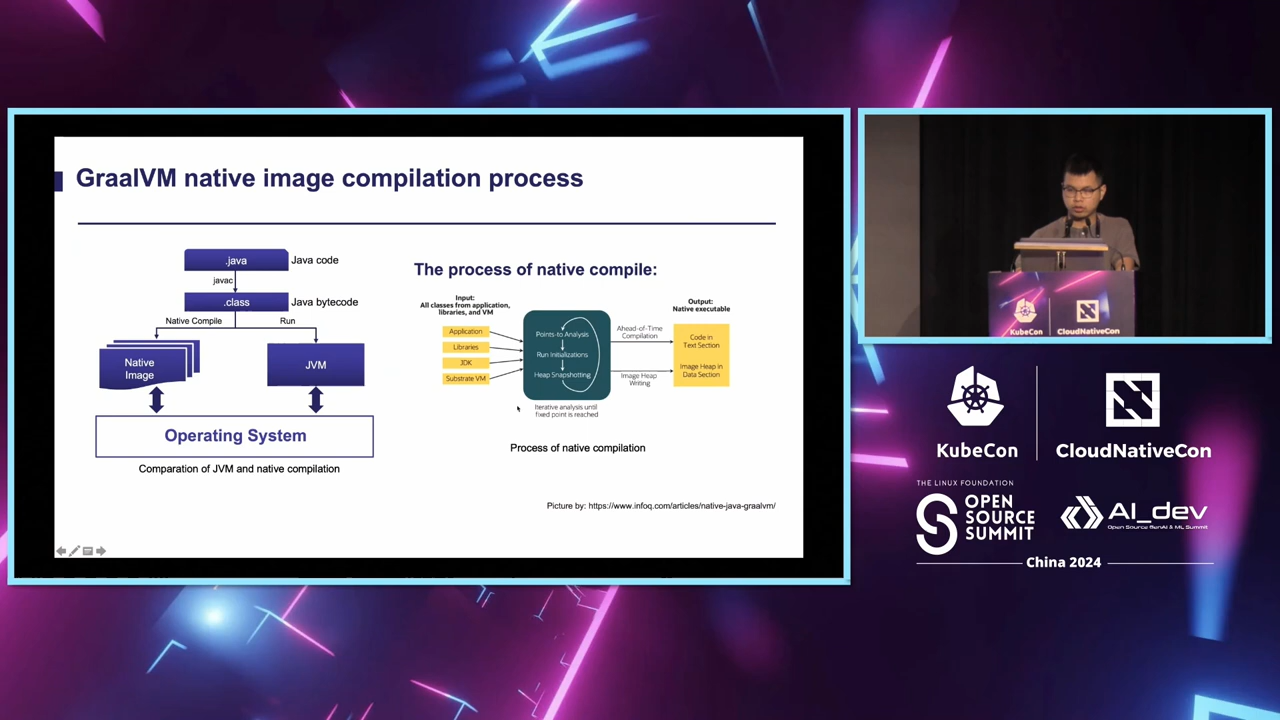 GraalVM native image compilation process
.java
Java code
javac
.class
Java bytecode
Native Compile
Run
Native
Image
JVM
Operating System
Comparation of JVM and native compilation
The process of native compile:
Input:
All classes from application,
libraries, and VM
Application
Libraries
JDK
Substrate VM
Points-to Analysis
Run Initializations
Heap Snapshotting
Iterative analysis until
fixed point is reached
Ahead-of-Time
Compilation
Image Heap
Writing
Output:
Native executable
Code in
Text Section
Image Heap in
Data Section
Process of native compilation
Picture by: https://www.infoq.com/articles/native-java-graalvm/
KubeCon
CloudNativeCon
KubeCon
CloudNativeCon
THE LINUX FOUNDATION
OPEN
SOURCE
SUMMIT
AI_dev
Open Source GenAI & ML Summit
China 2024